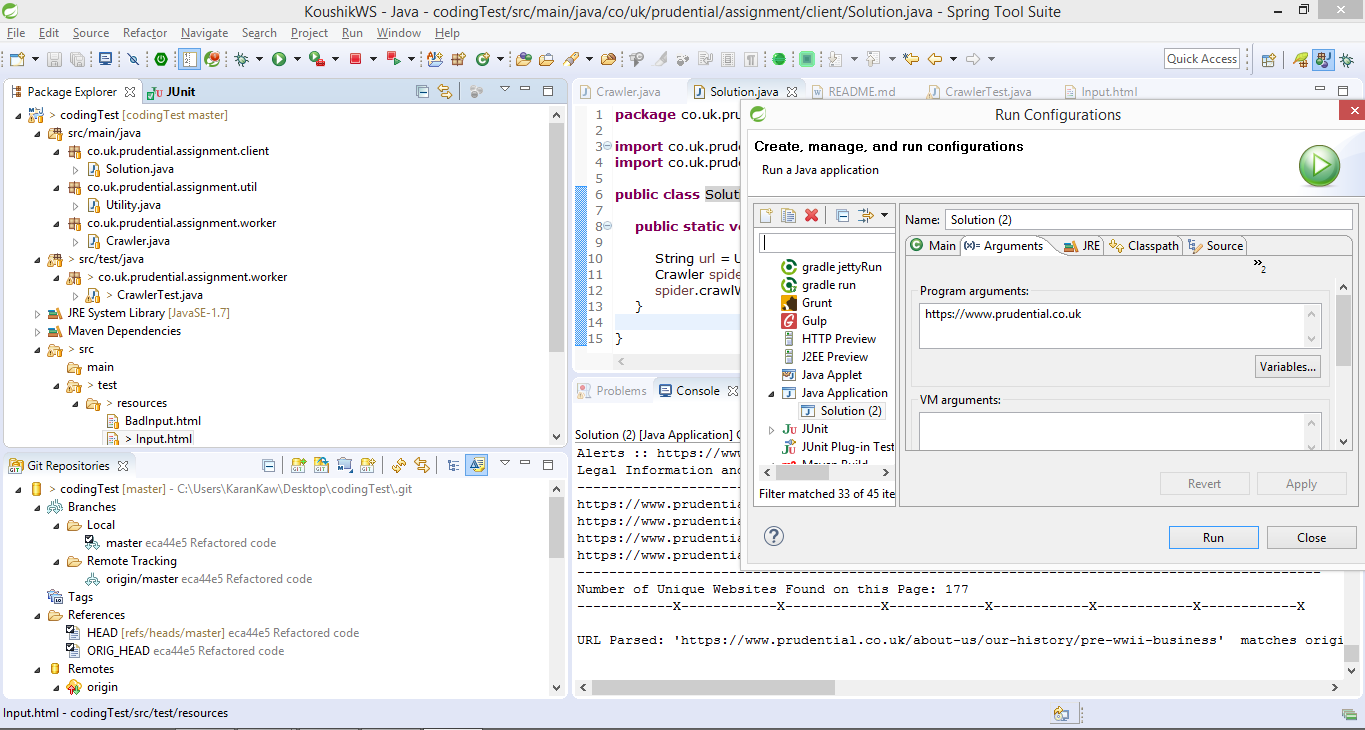 KoushikWS - Java - codingTest/src/main/java/co/uk/prudential/assignment/client/Solution.java - Spring Tool Suite
File Edit Source Refactor Navigate Search Project Run Window Help
Quick Access
Package Explorer JUnit
codingTest [codingTest master]
src/main/java
co.uk.prudential.assignment.client
Solution.java
co.uk.prudential.assignment.util
Utility.java
co.uk.prudential.assignment.worker
Crawler.java
> src/test/java
> co.uk.prudential.assignment.worker
> CrawlerTest.java
JRE System Library [JavaSE-1.7]
Maven Dependencies
> src
main
> test
> resources
BadInput.html
> Input.html
Git Repositories
> codingTest [master] - C:\Users\KaranKaw\Desktop\codingTest\.git
Branches
Local
master eca44e5 Refactored code
Remote Tracking
origin/master eca44e5 Refactored code
Tags
References
HEAD [refs/heads/master] eca44e5 Refactored code
ORIG_HEAD eca44e5 Refactored code
Remotes
origin
Crawler.java Solution.java README.md CrawlerTest.java Input.html
1 package co.uk.pru
2
3 import co.uk.prude
4 import co.uk.prude
5
6 public class Solut
7
8 public static vo
9
10 String url = U
11 Crawler spider
12 spider.crawlW
13 }
14
15 }
Problems Console
Solution (2) [Java Application] C
Alerts :: https://www
Legal Information and
https://www.prudentia
https://www.prudentia
https://www.prudentia
https://www.prudentia
Number of Unique Websites Found on this Page: 177
------------X------------X------------X------------X------------X------------X------------X
URL Parsed: 'https://www.prudential.co.uk/about-us/our-history/pre-wwii-business'  matches origi
Run Configurations
Create, manage, and run configurations
Run a Java application
gradle jettyRun
gradle run
Grunt
Gulp
HTTP Preview
J2EE Preview
Java Applet
Java Application
Solution (2)
JUnit
JUnit Plug-in Test
Maven Build
Filter matched 33 of 45 ite
Name: Solution (2)
Main (x)= Arguments JRE Classpath Source
»2
Program arguments:
https://www.prudential.co.uk
Variables...
VM arguments:
Revert Apply
Run Close
Input.html - codingTest/src/test/resources